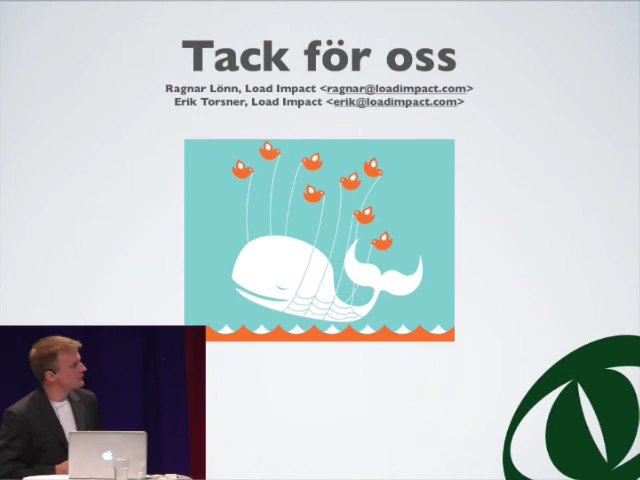 Tack för oss
Ragnar Lönn, Load Impact <ragnar@loadimpact.com>
Erik Torsner, Load Impact <erik@loadimpact.com>